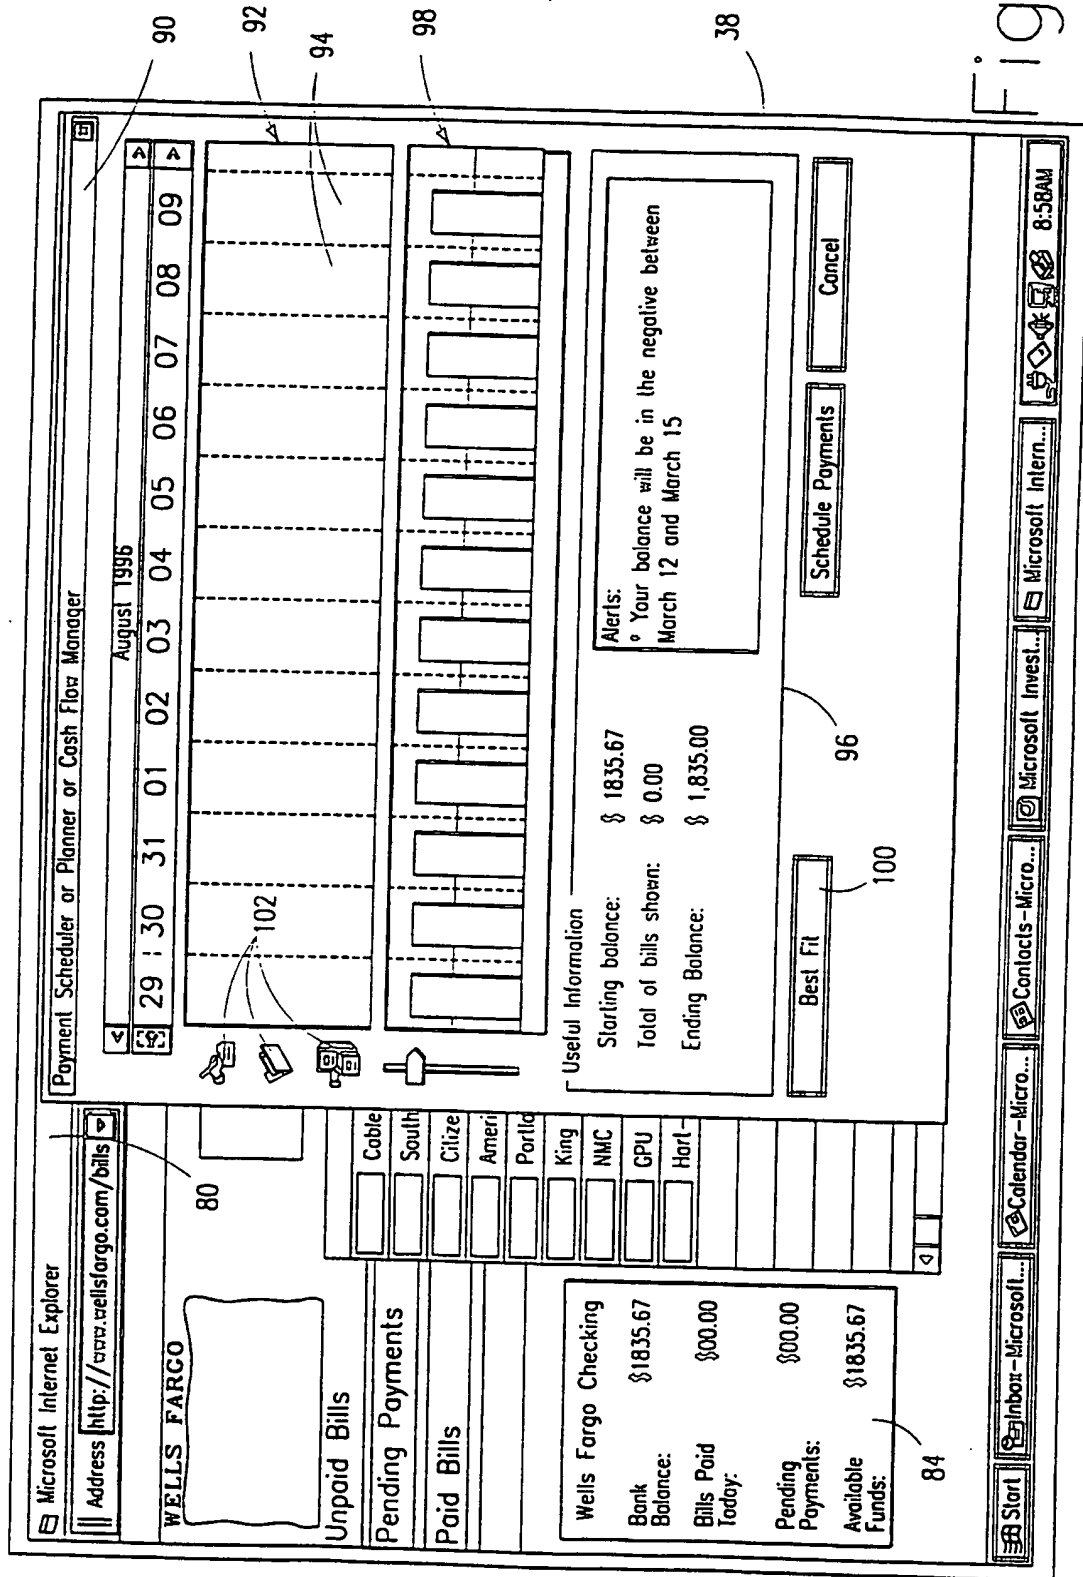 Microsoft Internet Explorer
Address http://www.wellsfargo.com/bills
WELLS FARGO
Unpaid Bills
Pending Payments
Paid Bills
Wells Fargo Checking
Bank Balance: $1835.67
Bills Paid Today: $00.00
Pending Payments: $00.00
Available Funds: $1835.67
84
80
Cable
South
Citize
Ameri
Portla
King
NMC
GPU
Hart-
Payment Scheduler or Planner or Cash Flow Manager
August 1996
29 30 31 01 02 03 04 05 06 07 08 09
102
90
92
94
98
38
Useful Information
Starting balance: $ 1835.67
Total of bills shown: $ 0.00
Ending Balance: $ 1,835.00
Alerts:
° Your balance will be in the negative between
March 12 and March 15
96
Best Fit
100
Schedule Payments
Cancel
Start
Inbox-Microsoft...
Calendar-Micro...
Contacts-Micro...
Microsoft Invest...
Microsoft Intern...
8:58AM
Fig